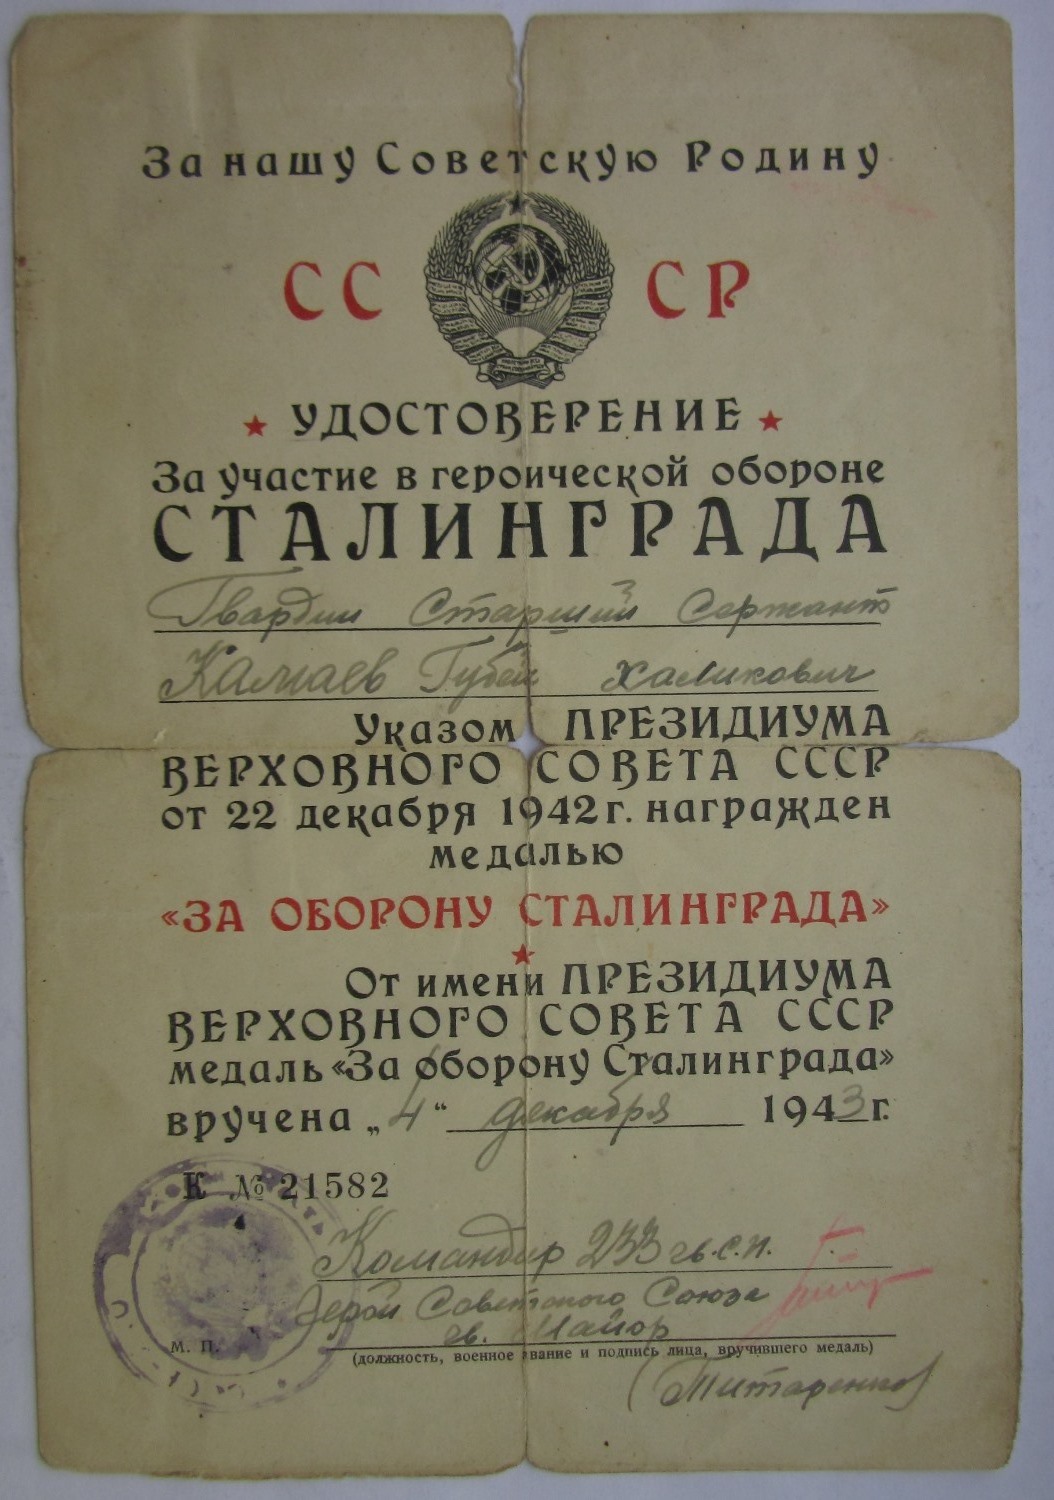 За нашу Советскую Родину
СС СР
УДОСТОВЕРЕНИЕ
За участие в героической обороне
СТАЛИНГРАДА
Гвардии Старший Сержант
Халикович
Указом ПРЕЗИДИУМА
ВЕРХОВНОГО СОВЕТА СССР
от 22 декабря 1942 г. награжден
медалью
«ЗА ОБОРОНУ СТАЛИНГРАДА»
От имени ПРЕЗИДИУМА
ВЕРХОВНОГО СОВЕТА СССР
медаль «За оборону Сталинграда»
вручена „4“ декабря 1943 г.
К № 21582
Командир 233 гв.с.п.
Герой Советского Союза
гв. Майор
М. П.
(должность, военное звание и подпись лица, вручившего медаль)
(Титаренко)